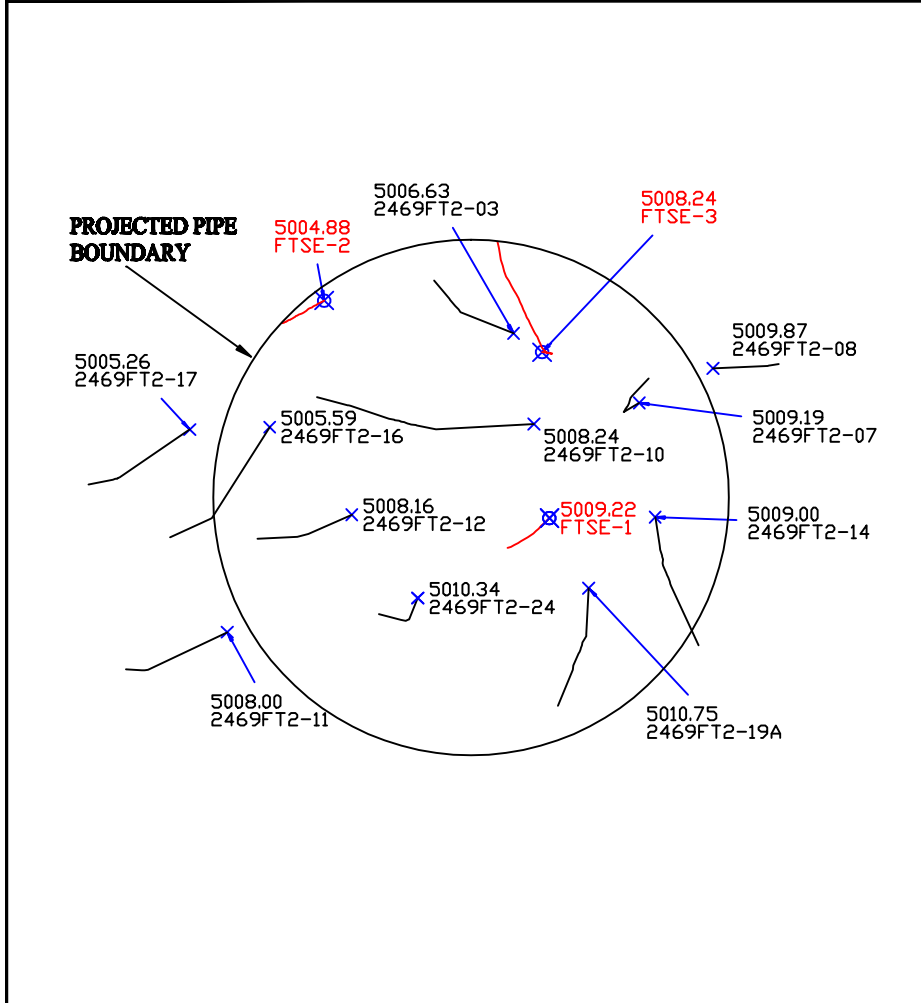 5006.63
2469FT2-03
5008.24
FTSE-3
PROJECTED PIPE
BOUNDARY
5004.88
FTSE-2
5009.87
2469FT2-08
5005.26
2469FT2-17
5005.59
2469FT2-16
5008.24
2469FT2-10
5009.19
2469FT2-07
5008.16
2469FT2-12
5009.22
FTSE-1
5009.00
2469FT2-14
5010.34
2469FT2-24
5008.00
2469FT2-11
5010.75
2469FT2-19A